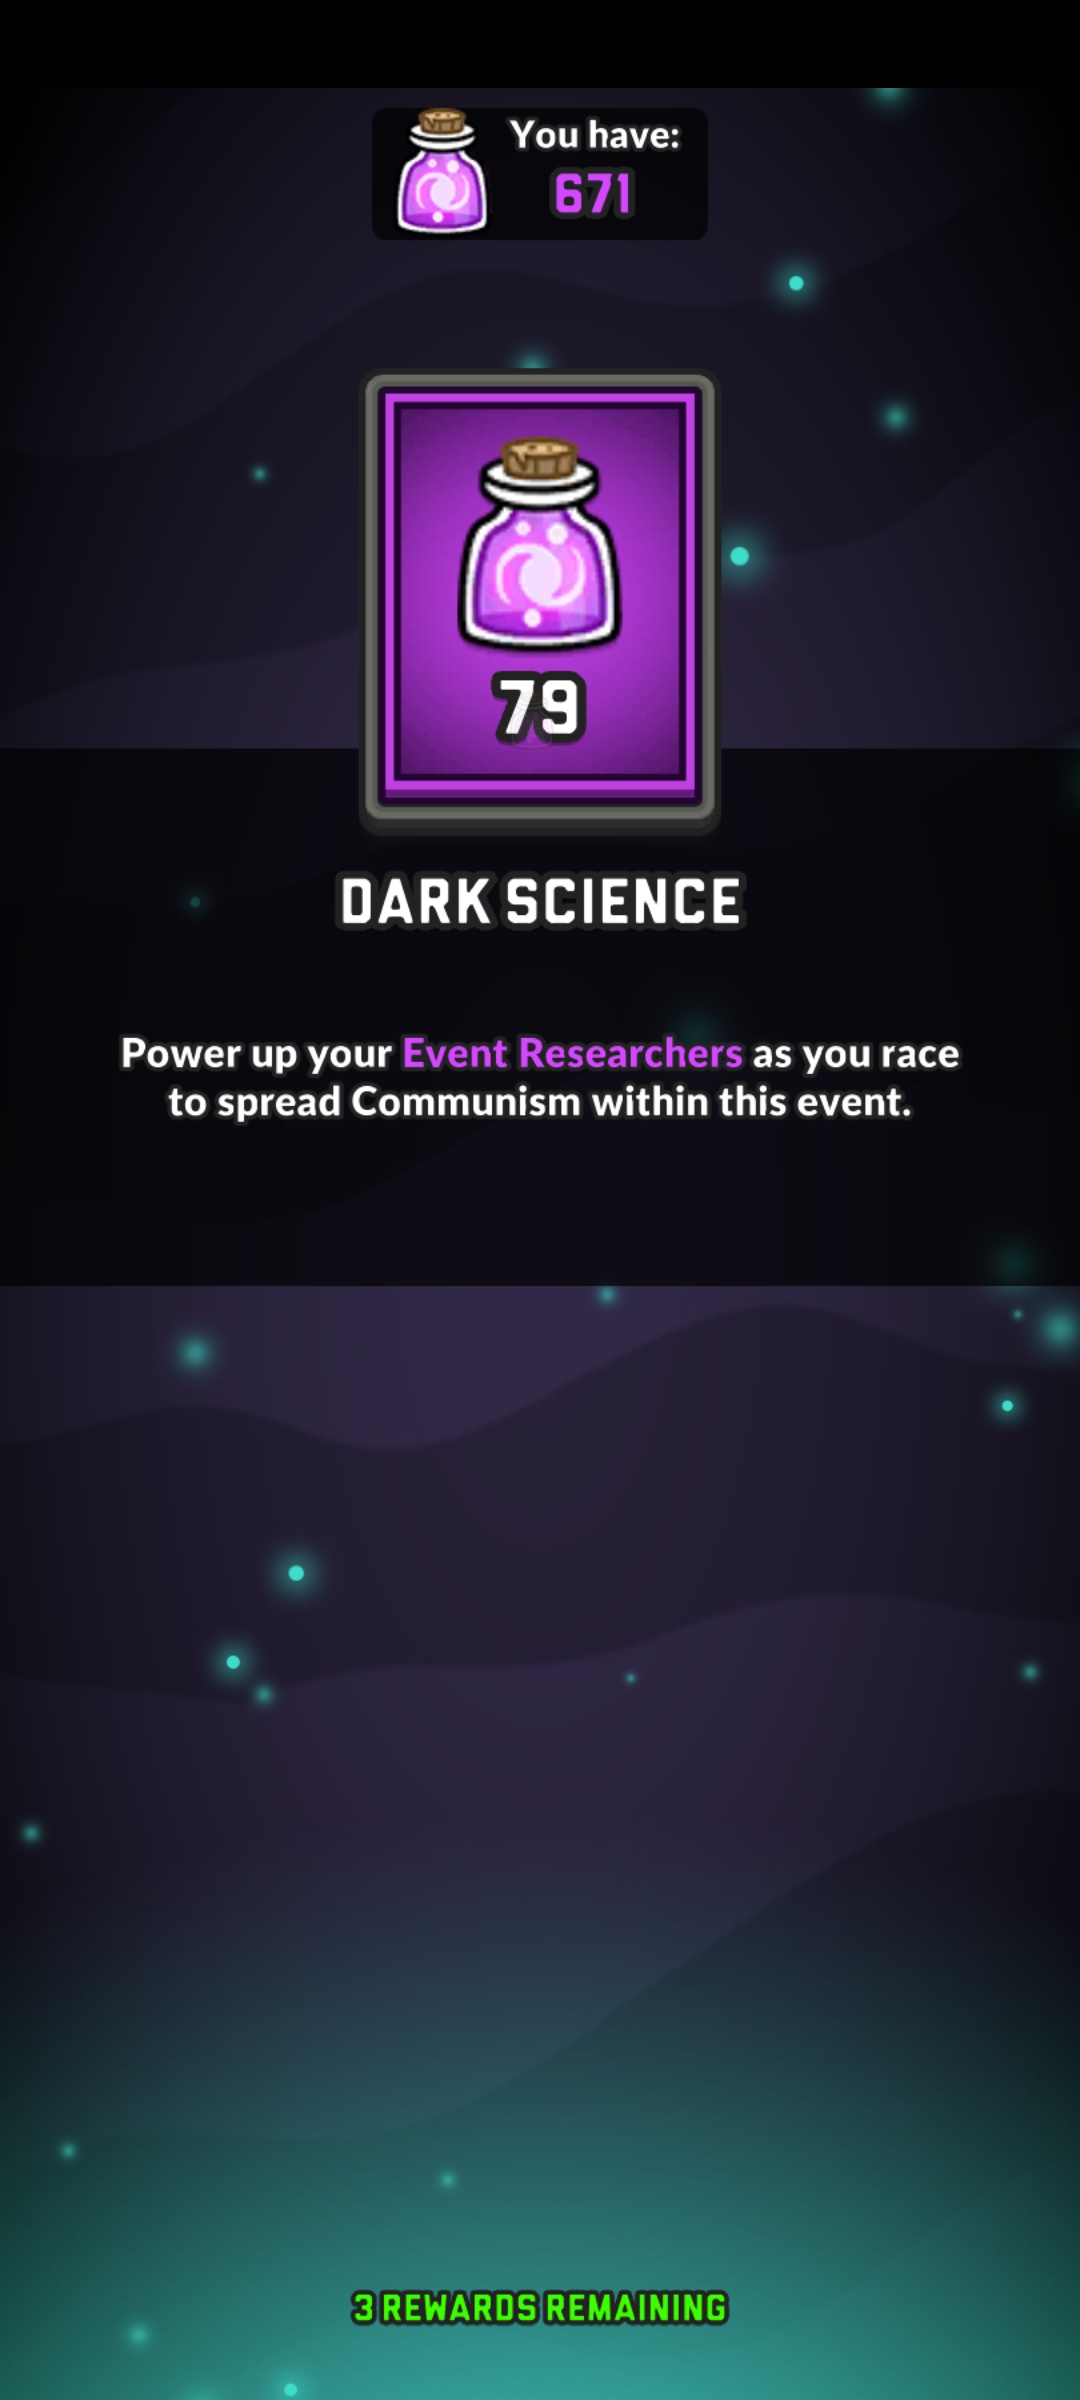 You have:
671
79
DARK SCIENCE
Power up your Event Researchers as you race
to spread Communism within this event.
3 REWARDS REMAINING